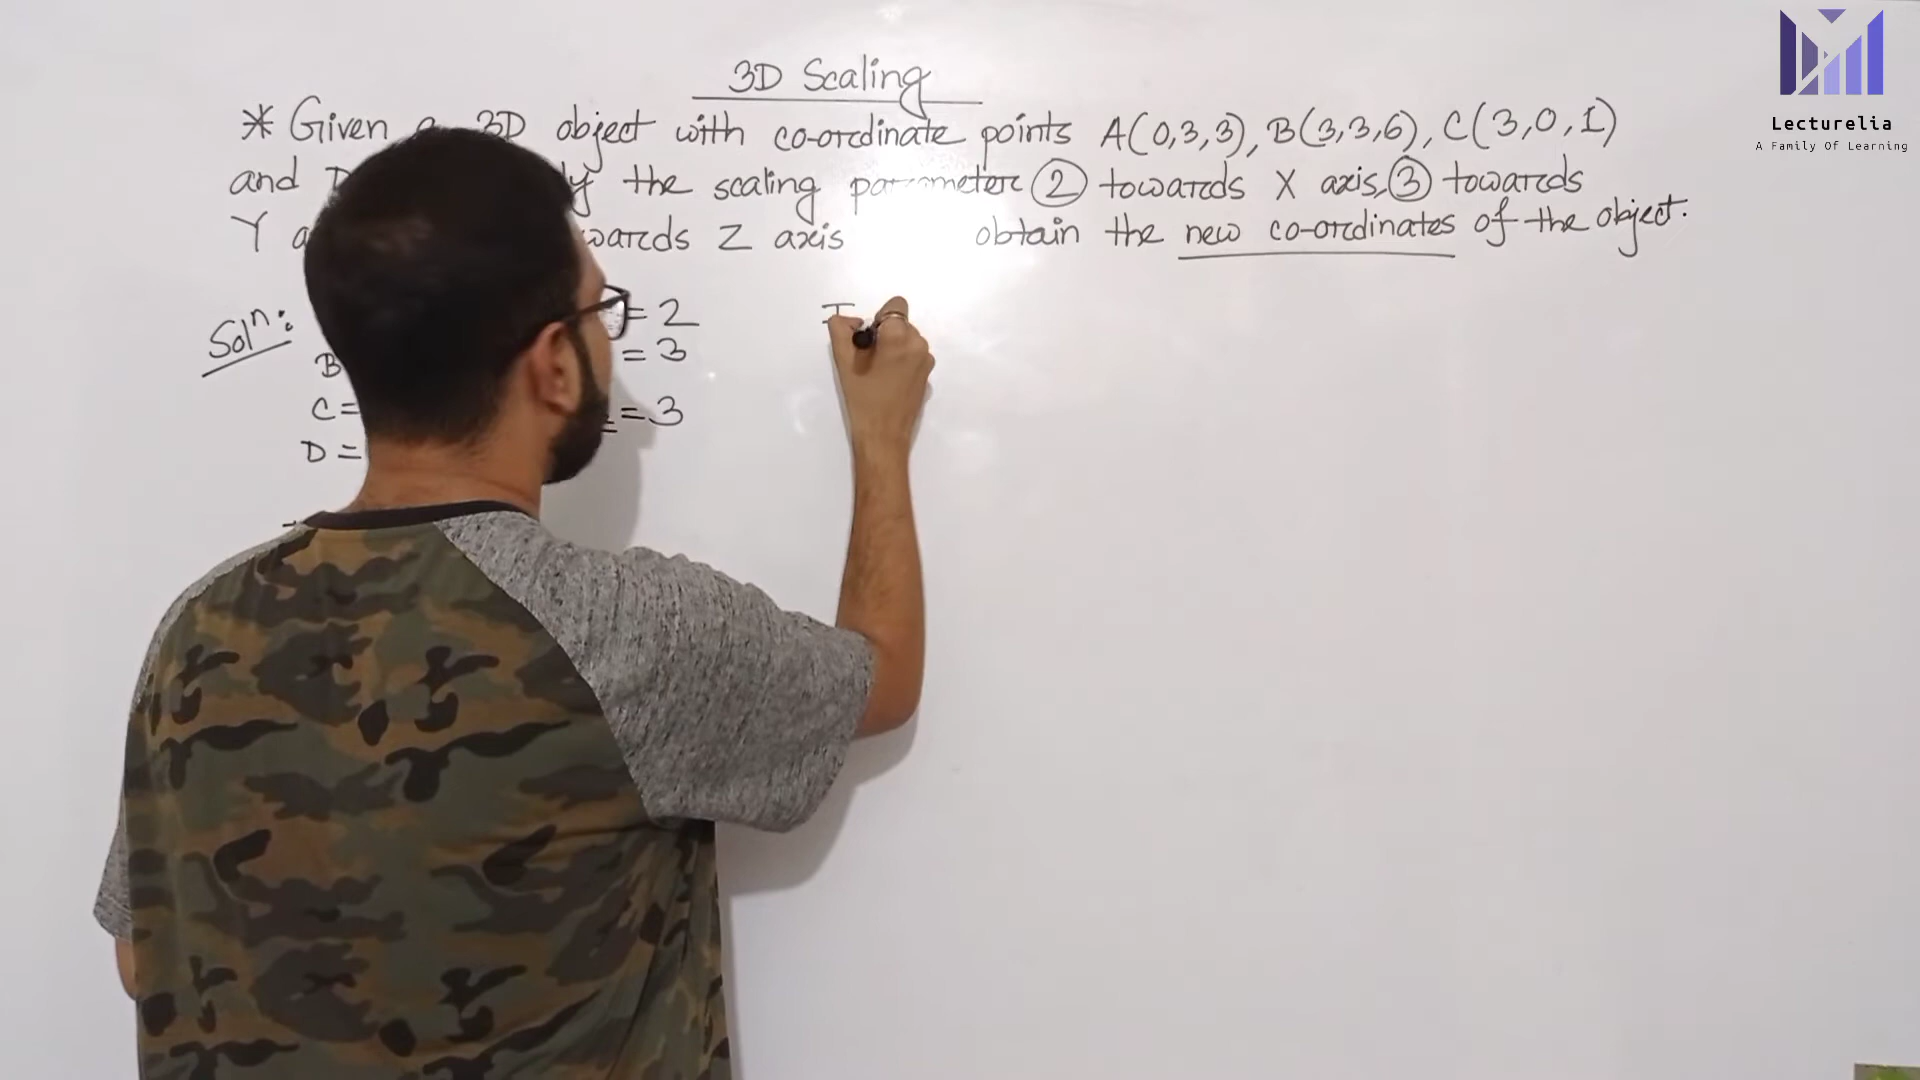 3D Scaling
* Given a 3D object with co-ordinate points A(0,3,3), B(3,3,6), C(3,0,1)
and D the scaling parameter 2 towards X axis, 3 towards
Y towards Z axis obtain the new co-ordinates of the object.
Solⁿ: = 2
B = 3
C = = 3
D =
Lecturelia
A Family Of Learning